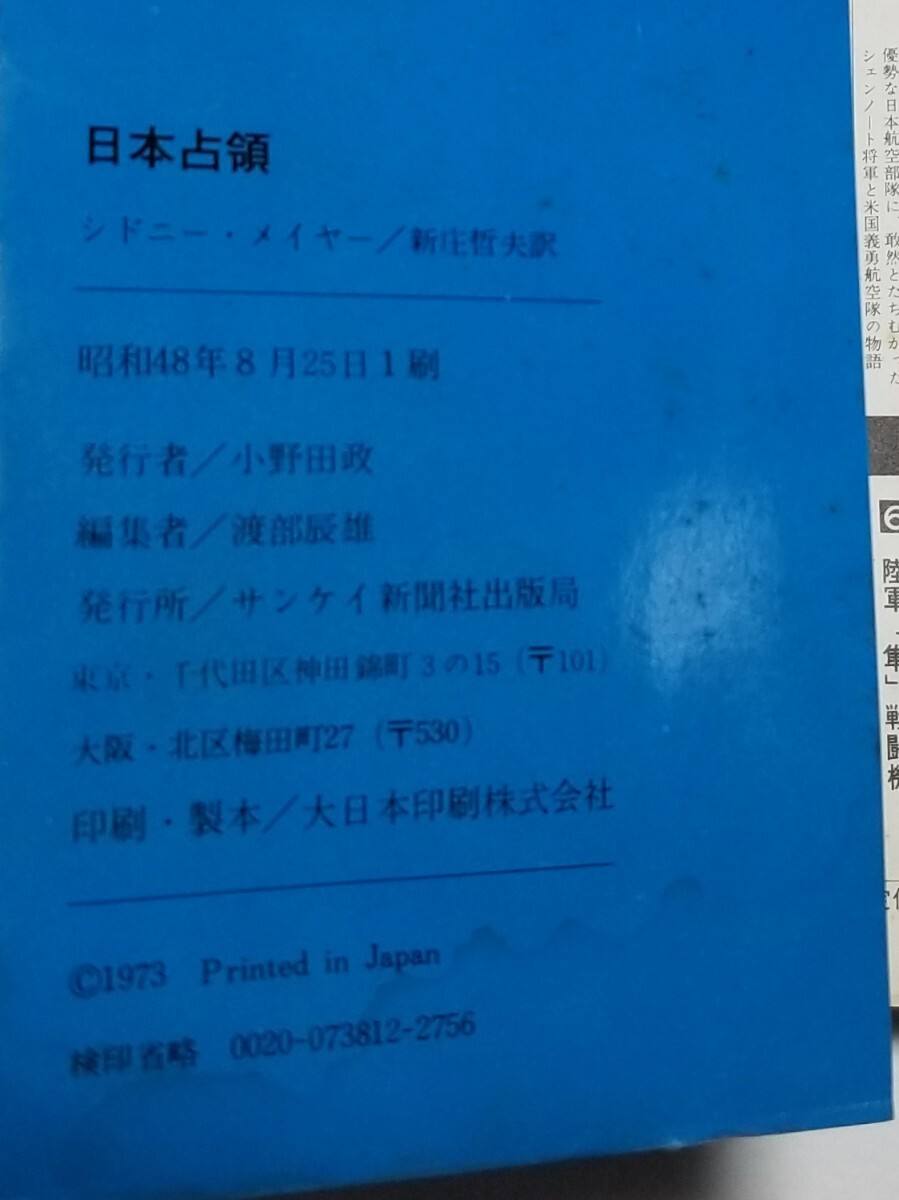 日本占領
シドニー・メイヤー／新庄哲夫訳
昭和48年8月25日1刷
発行者／小野田政
編集者／渡部辰雄
発行所／サンケイ新聞社出版局
東京・千代田区神田錦町3の15(〒101)
大阪・北区梅田町27(〒530)
印刷・製本／大日本印刷株式会社
©1973 Printed in Japan
検印省略 0020-073812-2756
優勢な日本航空部隊に、敢然とたちむかった
シェンノート将軍と米国義勇航空隊の物語
6
陸軍「隼」戦闘機